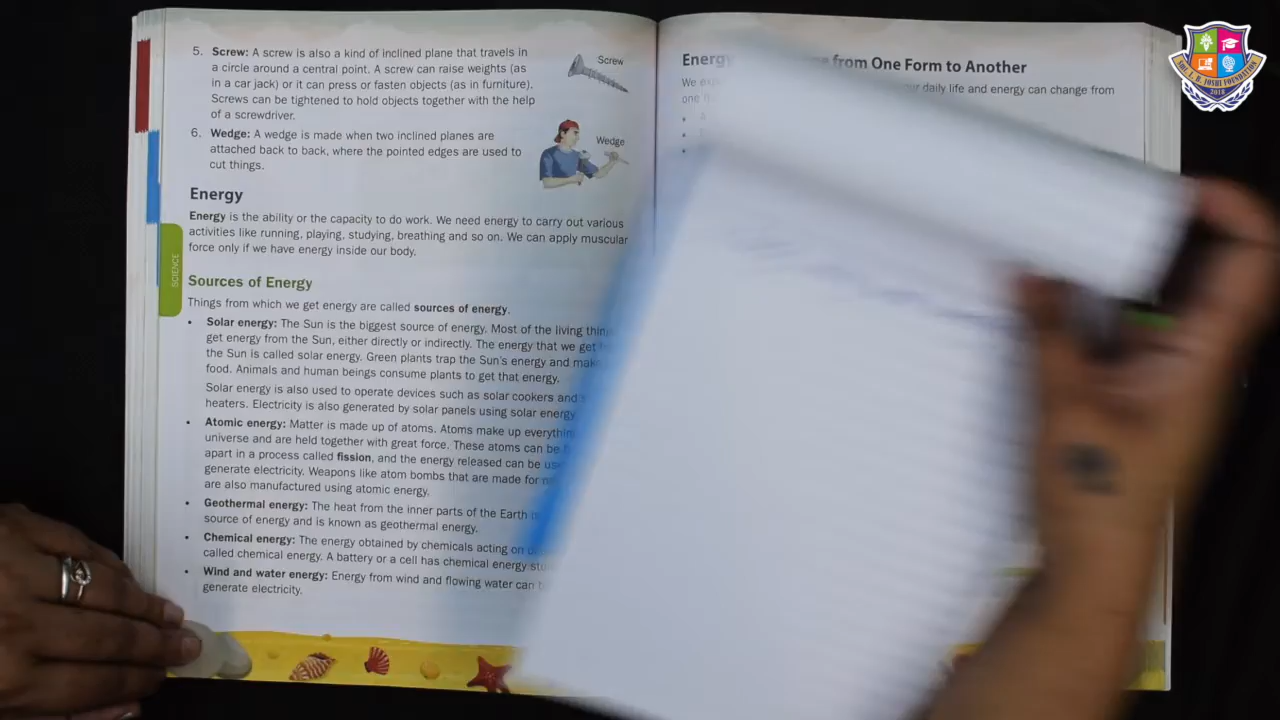 5. Screw: A screw is also a kind of inclined plane that travels in
a circle around a central point. A screw can raise weights (as
in a car jack) or it can press or fasten objects (as in furniture).
Screws can be tightened to hold objects together with the help
of a screwdriver.
Screw
6. Wedge: A wedge is made when two inclined planes are
attached back to back, where the pointed edges are used to
cut things.
Wedge
Energy
Energy is the ability or the capacity to do work. We need energy to carry out various
activities like running, playing, studying, breathing and so on. We can apply muscular
force only if we have energy inside our body.
Sources of Energy
Things from which we get energy are called sources of energy.
• Solar energy: The Sun is the biggest source of energy. Most of the living
get energy from the Sun, either directly or indirectly. The energy that we get
the Sun is called solar energy. Green plants trap the Sun's energy and
food. Animals and human beings consume plants to get that energy.
Solar energy is also used to operate devices such as solar cookers and
heaters. Electricity is also generated by solar panels using solar energy
• Atomic energy: Matter is made up of atoms. Atoms make up
universe and are held together with great force. These atoms can be
apart in a process called fission, and the energy released can be
generate electricity. Weapons like atom bombs that are made for
are also manufactured using atomic energy.
• Geothermal energy: The heat from the inner parts of the Earth
source of energy and is known as geothermal energy.
• Chemical energy: The energy obtained by chemicals acting on
called chemical energy. A battery or a cell has chemical energy
• Wind and water energy: Energy from wind and flowing water can
generate electricity.
SCIENCE
Energy from One Form to Another
We daily life and energy can change from
one
JOSHI FOUNDATION
2018